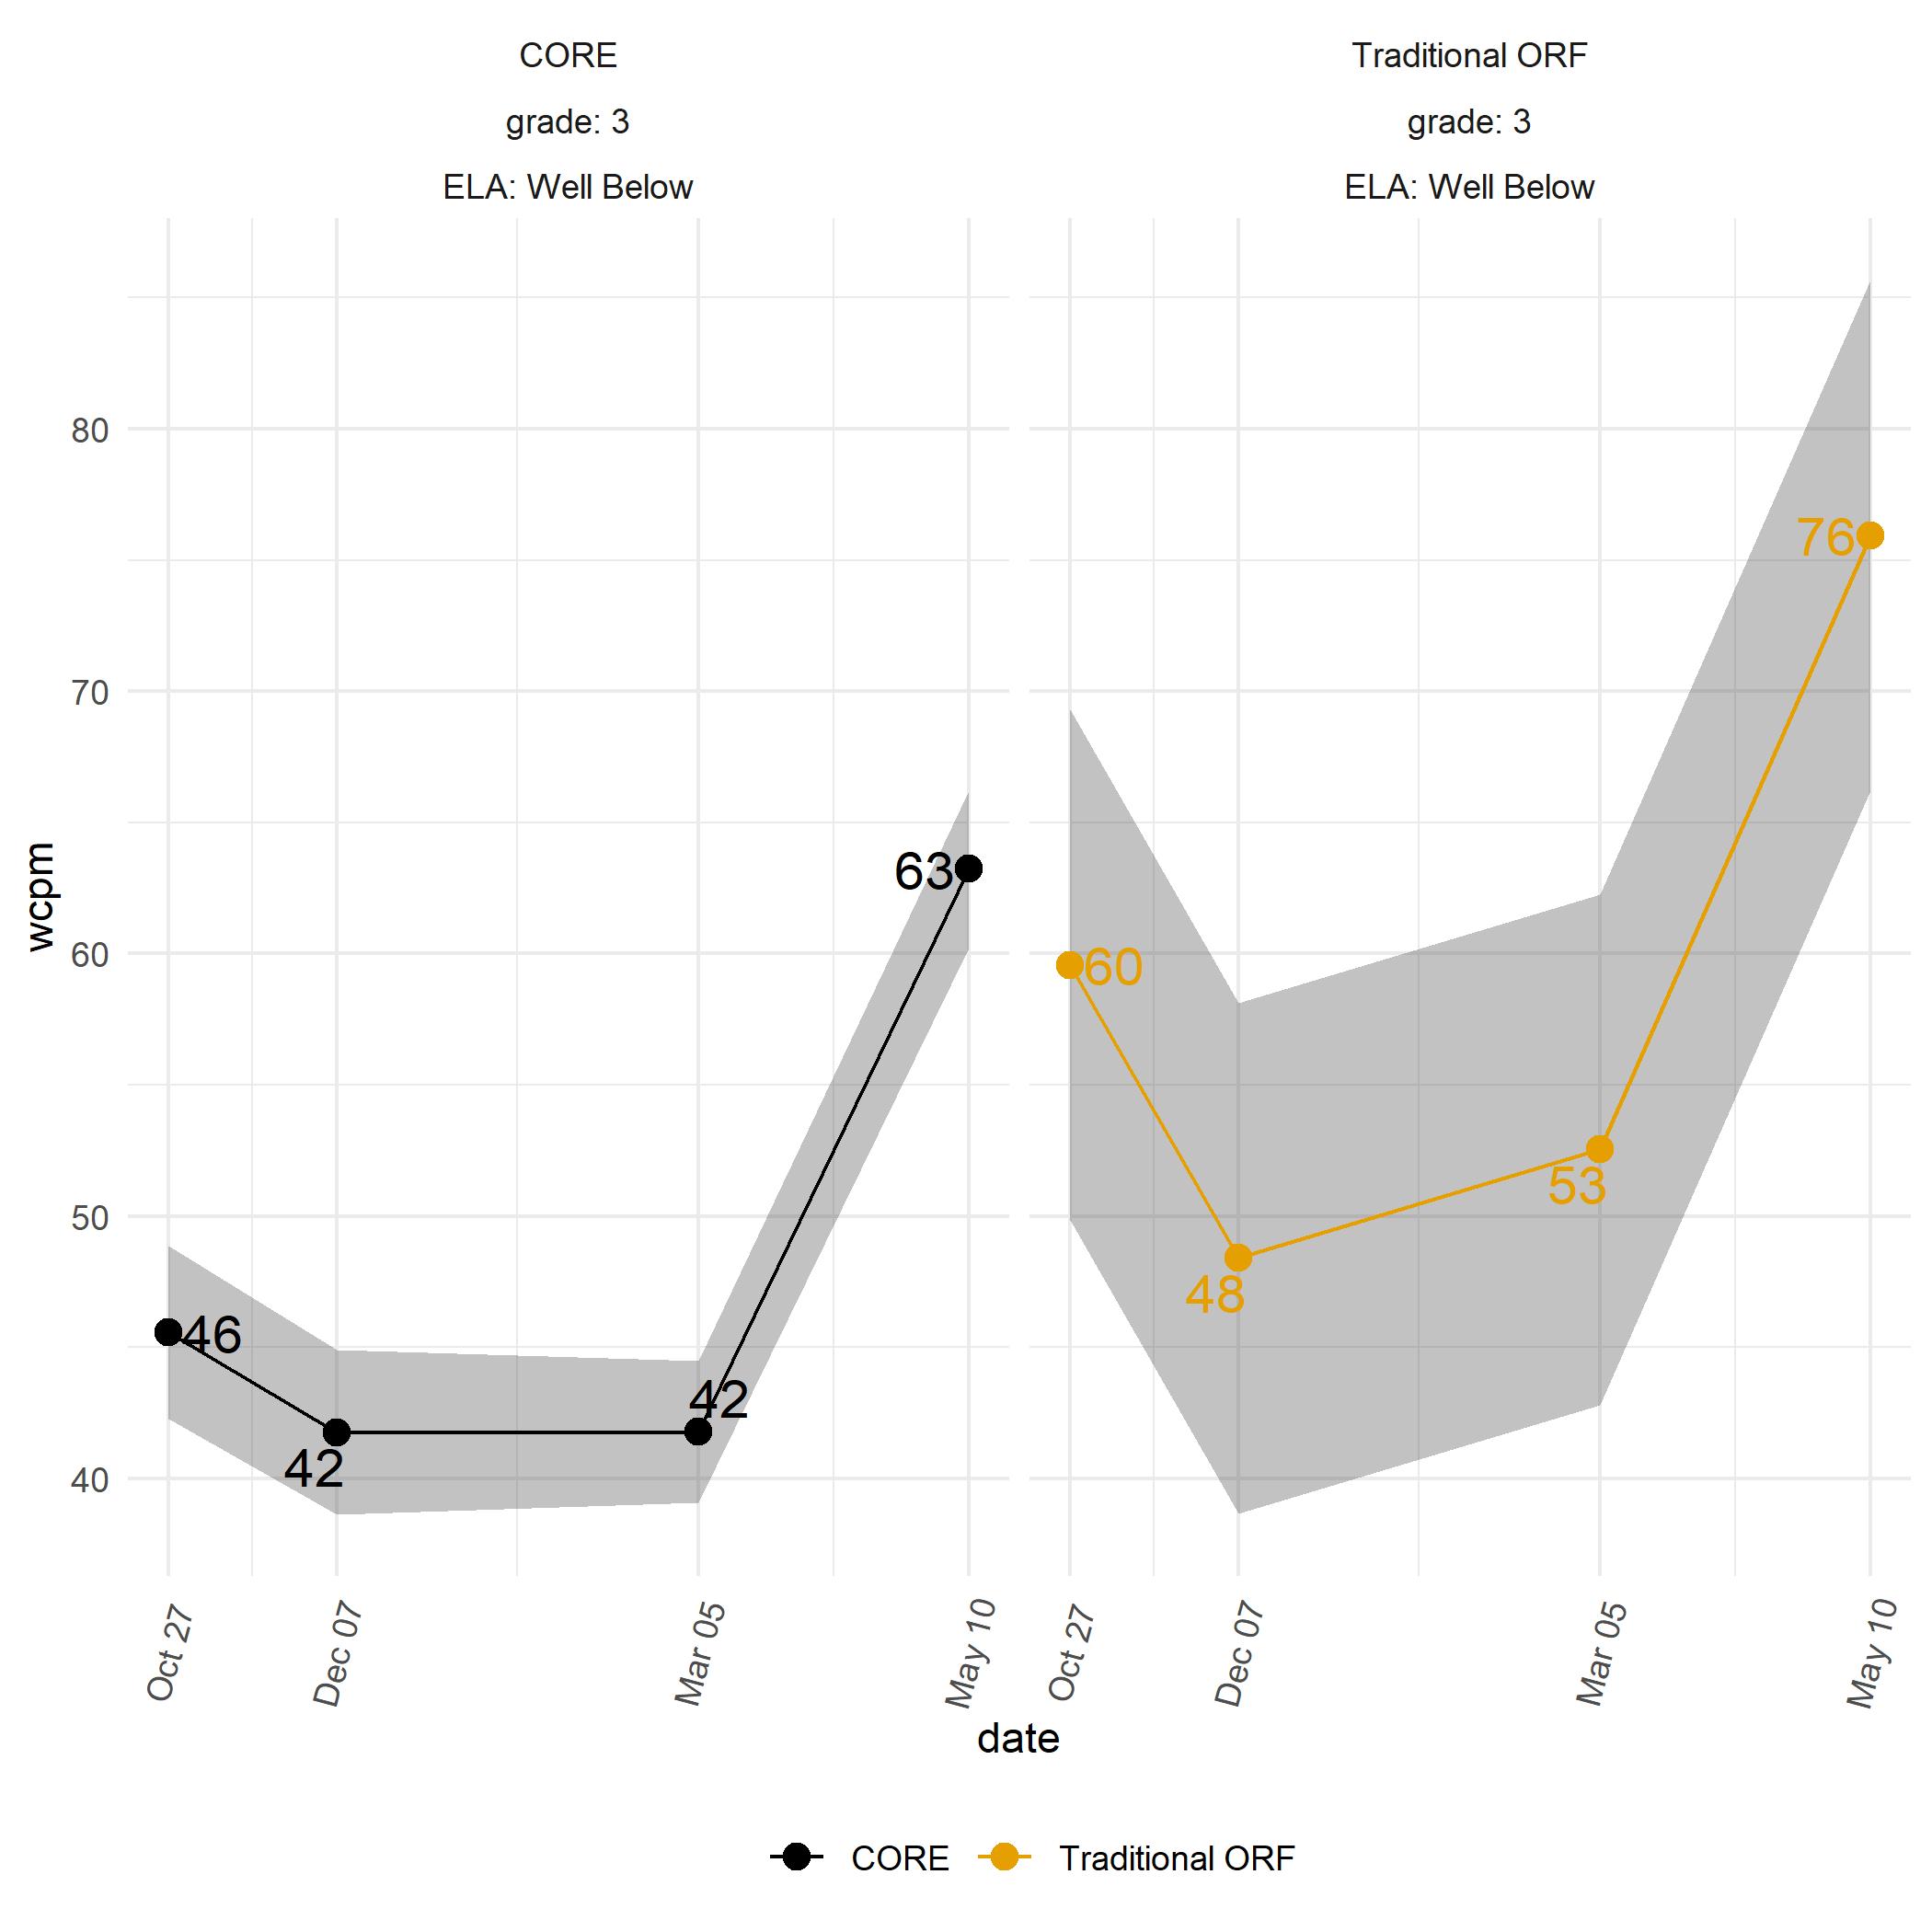 CORE
grade: 3
ELA: Well Below
Traditional ORF
grade: 3
ELA: Well Below
wcpm
80
70
60
50
40
46
42
42
63
60
48
53
76
Oct 27
Dec 07
Mar 05
May 10
Oct 27
Dec 07
Mar 05
May 10
date
CORE
Traditional ORF